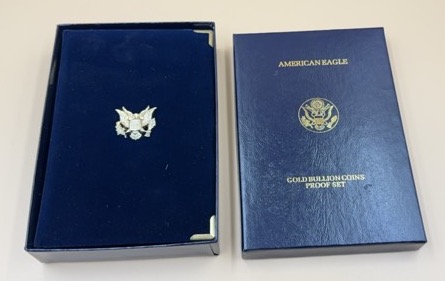 AMERICAN EAGLE
GOLD BULLION COINS
PROOF SET